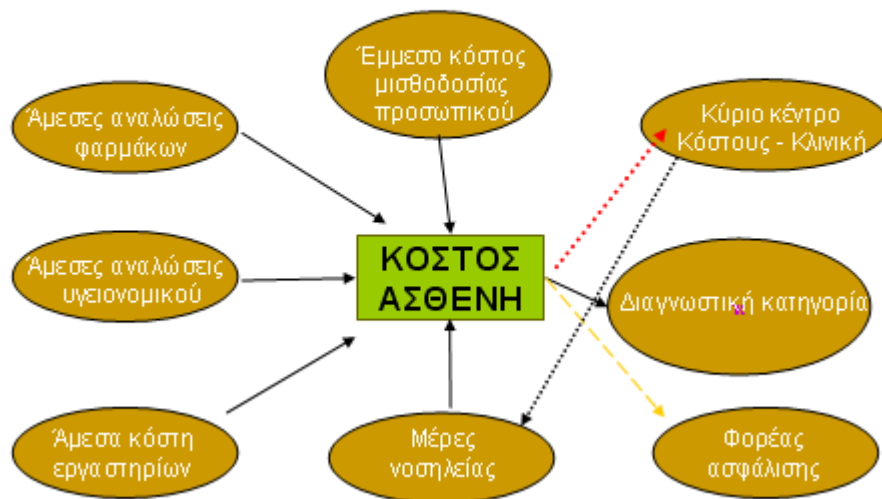 Έμμεσο κόστος
μισθοδοσίας
προσωπικού
Άμεσες αναλώσεις
φαρμάκων
Κύριο κέντρο
Κόστους - Κλινική
Άμεσες αναλώσεις
υγειονομικού
ΚΟΣΤΟΣ
ΑΣΘΕΝΗ
Διαγνωστική κατηγορία
Άμεσα κόστη
εργαστηρίων
Μέρες
νοσηλείας
Φορέας
ασφάλισης